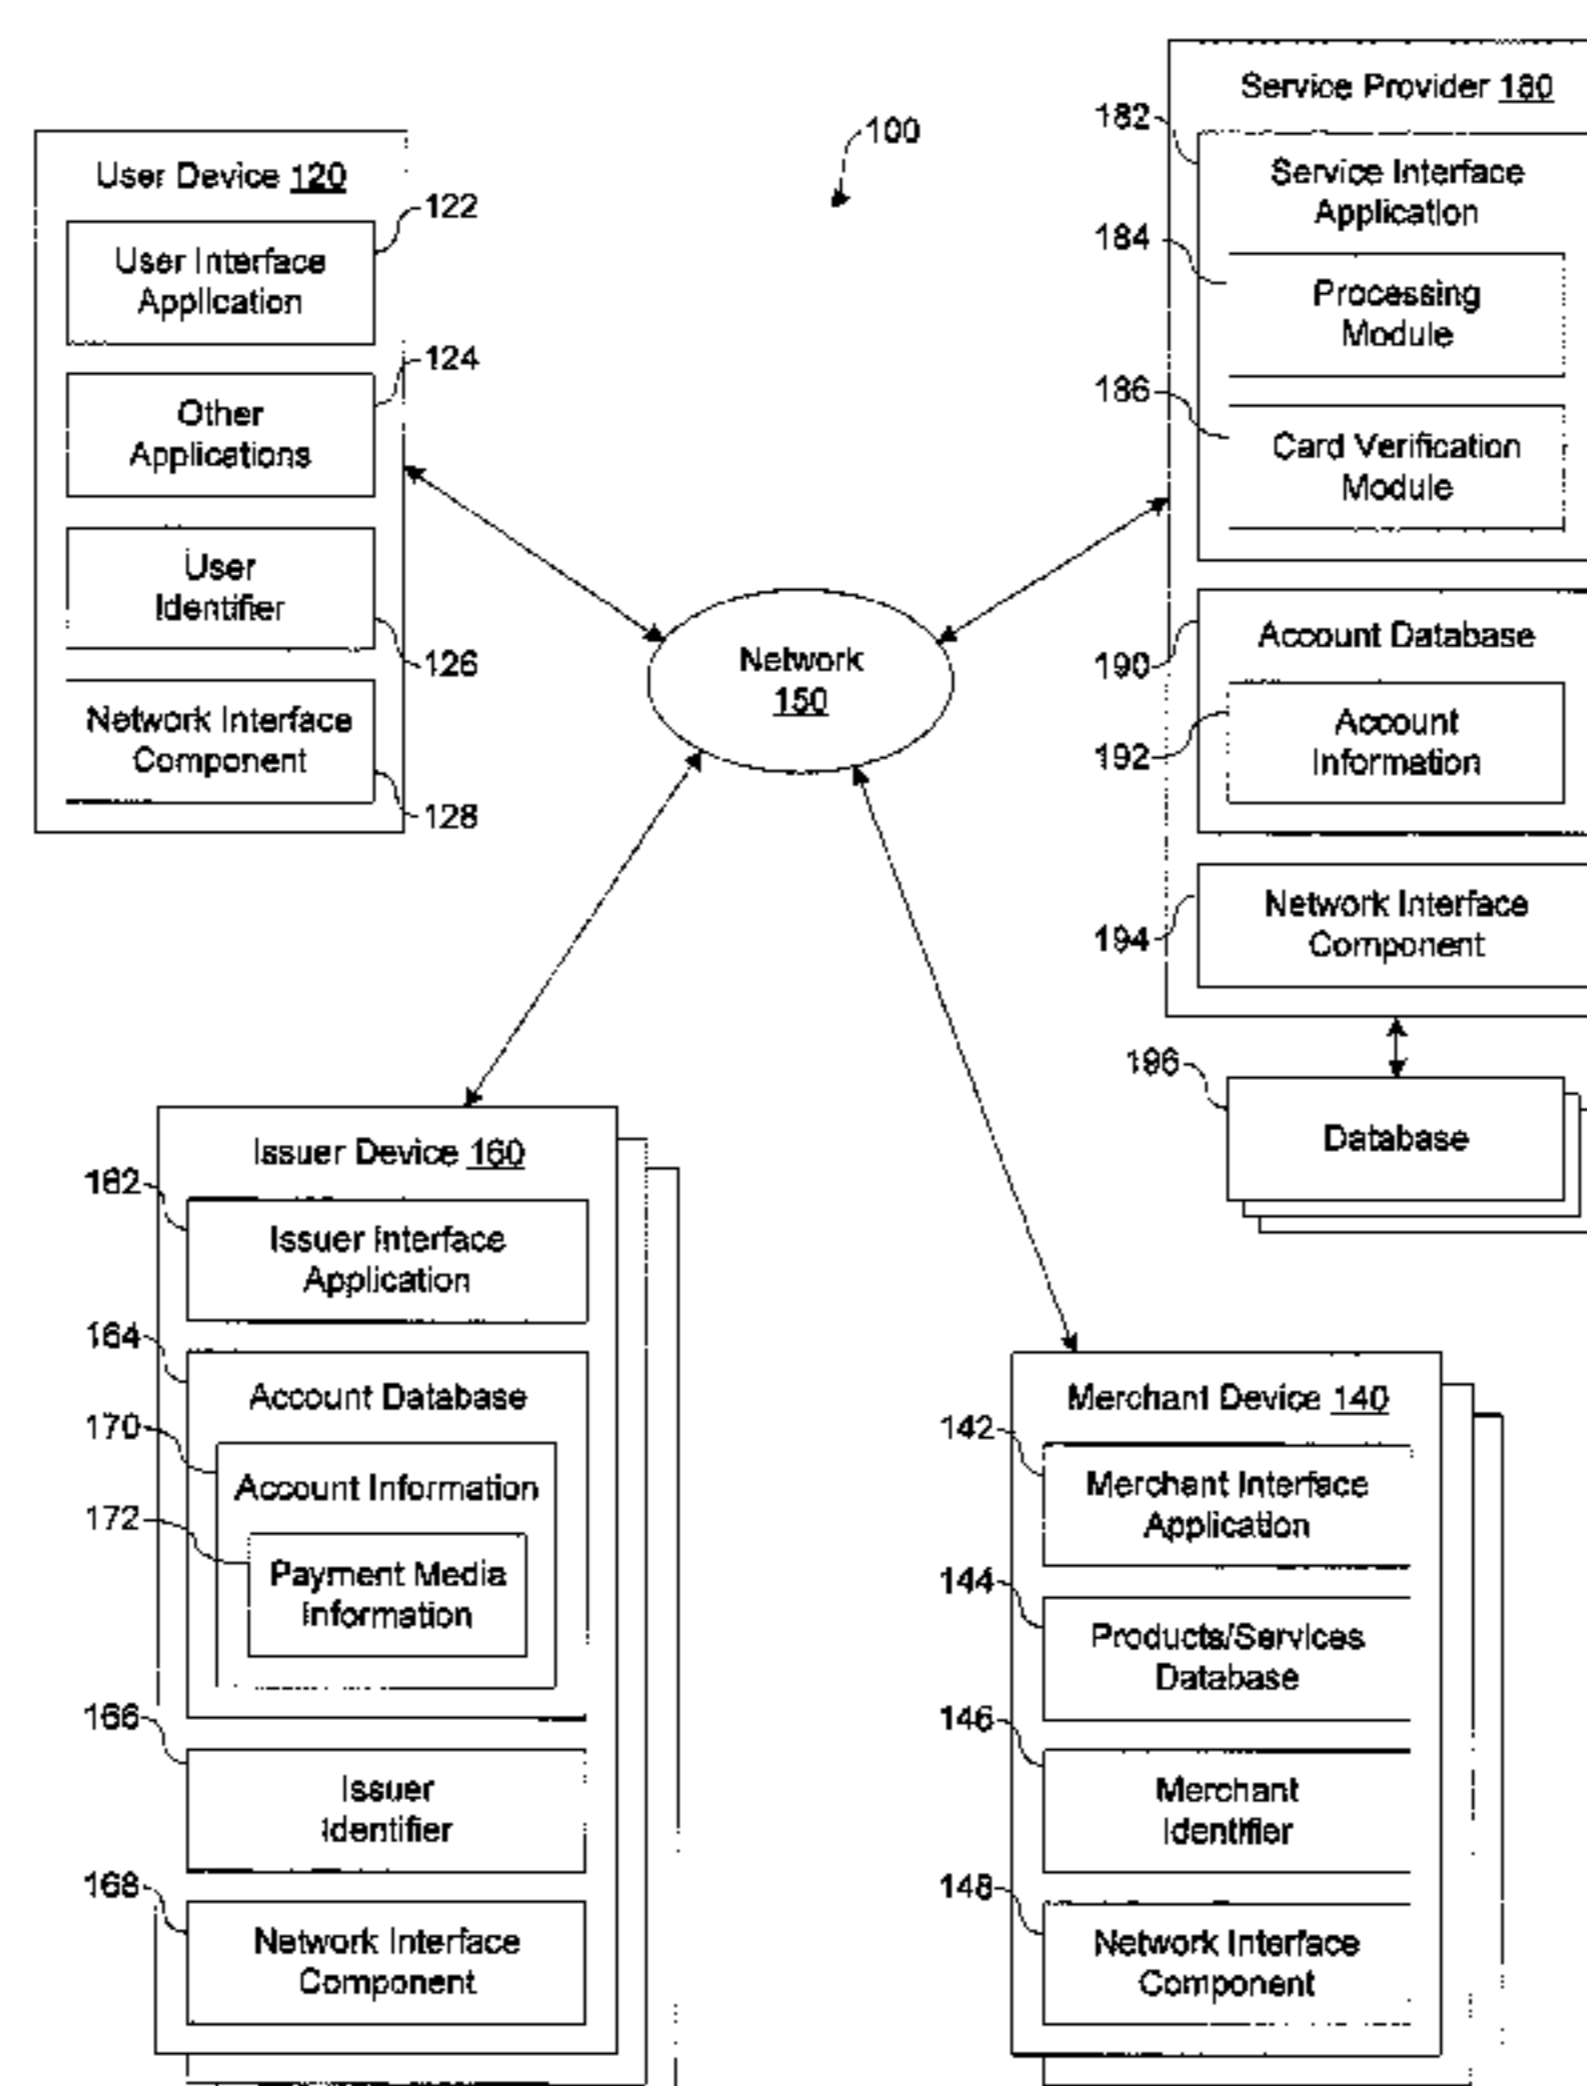 100
User Device 120
122
User Interface
Application
124
Other
Applications
User
Identifier
126
Network Interface
Component
128
Network
150
Service Provider 180
182
Service Interface
Application
184
Processing
Module
186
Card Verification
Module
190
Account Database
192
Account
Information
194
Network Interface
Component
196
Database
Issuer Device 160
162
Issuer Interface
Application
164
Account Database
170
Account Information
172
Payment Media
Information
166
Issuer
Identifier
168
Network Interface
Component
Merchant Device 140
142
Merchant Interface
Application
144
Products/Services
Database
146
Merchant
Identifier
148
Network Interface
Component